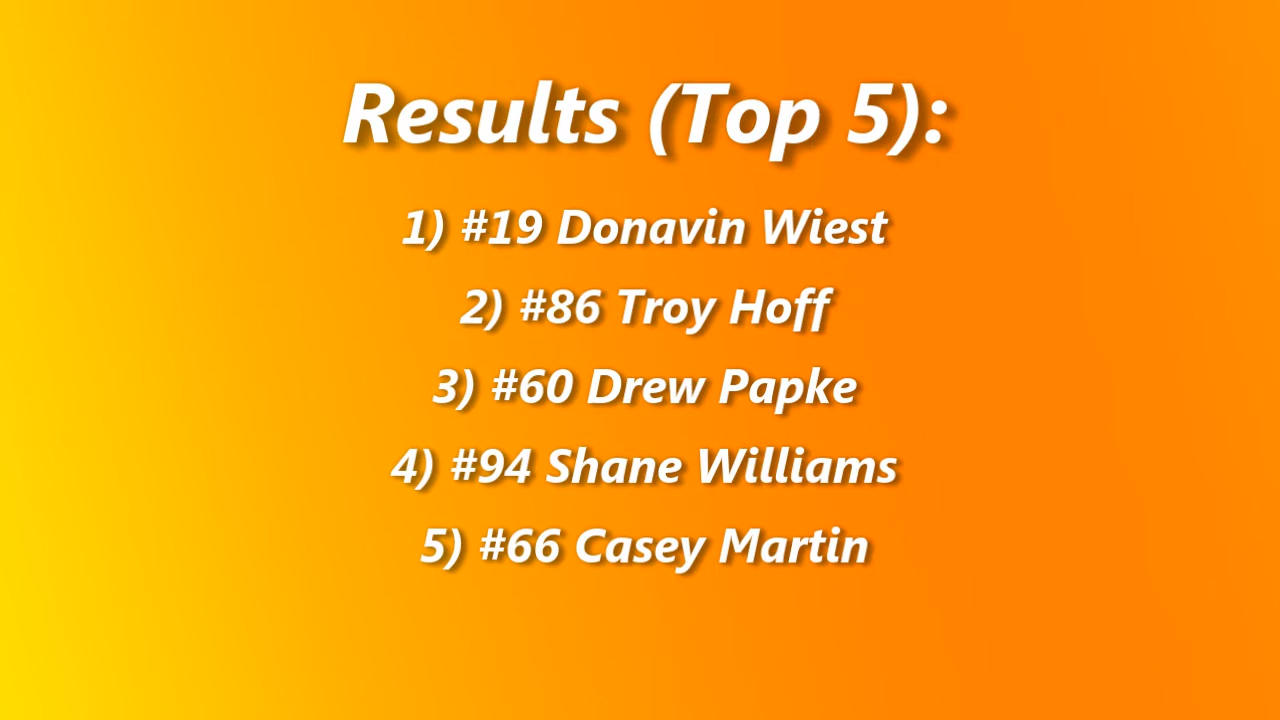 Results (Top 5):
1) #19 Donavin Wiest
2) #86 Troy Hoff
3) #60 Drew Papke
4) #94 Shane Williams
5) #66 Casey Martin